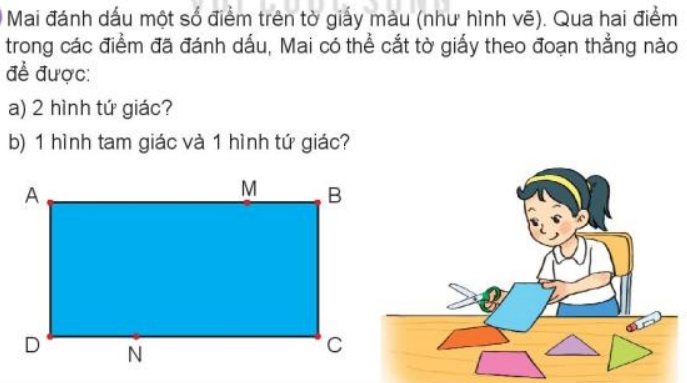 Mai đánh dấu một số điểm trên tờ giấy màu (như hình vẽ). Qua hai điểm
trong các điểm đã đánh dấu, Mai có thể cắt tờ giấy theo đoạn thẳng nào
để được:
a) 2 hình tứ giác?
b) 1 hình tam giác và 1 hình tứ giác?
A M B
D N C